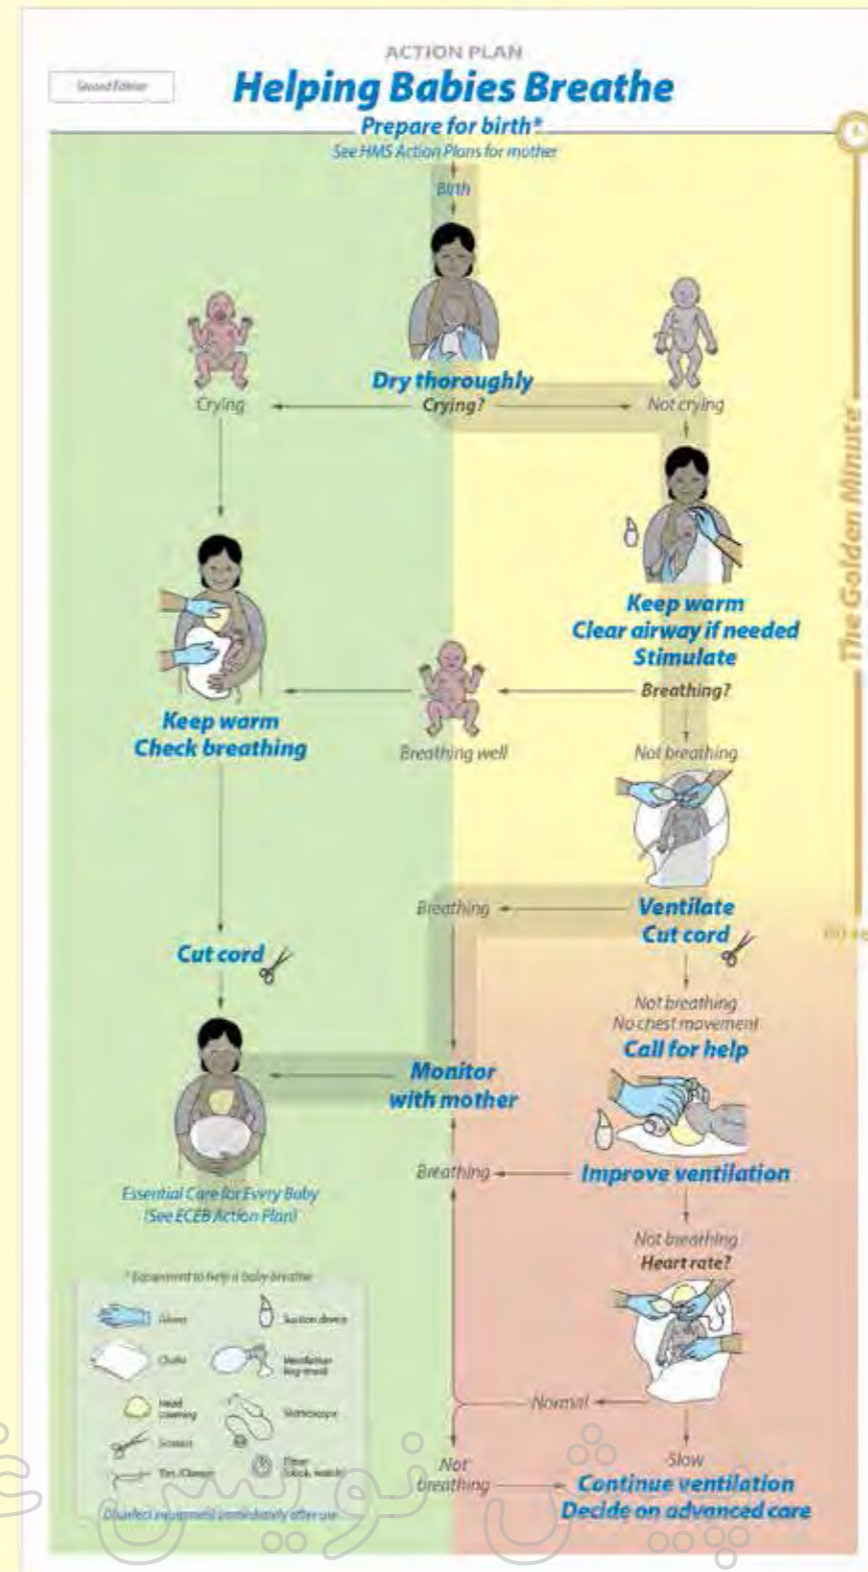 ACTION PLAN
Second Edition
Helping Babies Breathe
Prepare for birth*
See HMS Action Plans for mother
Birth
Dry thoroughly
Crying
Crying?
Not crying
The Golden Minute
Keep warm
Clear airway if needed
Stimulate
Breathing?
Keep warm
Check breathing
Breathing well
Not breathing
Breathing
Ventilate
Cut cord
Cut cord
Not breathing
No chest movement
Call for help
Monitor
with mother
Breathing
Improve ventilation
Essential Care for Every Baby
(See ECEB Action Plan)
Not breathing
Heart rate?
* Equipment to help a baby breathe
Gloves
Suction device
Cloths
Ventilation
bag-mask
Head
covering
Stethoscope
Scissors
Ties/Clamps
Timer
(clock, watch)
Disinfect equipment immediately after use
Normal
Slow
Not
breathing
Continue ventilation
Decide on advanced care
پیش نویس